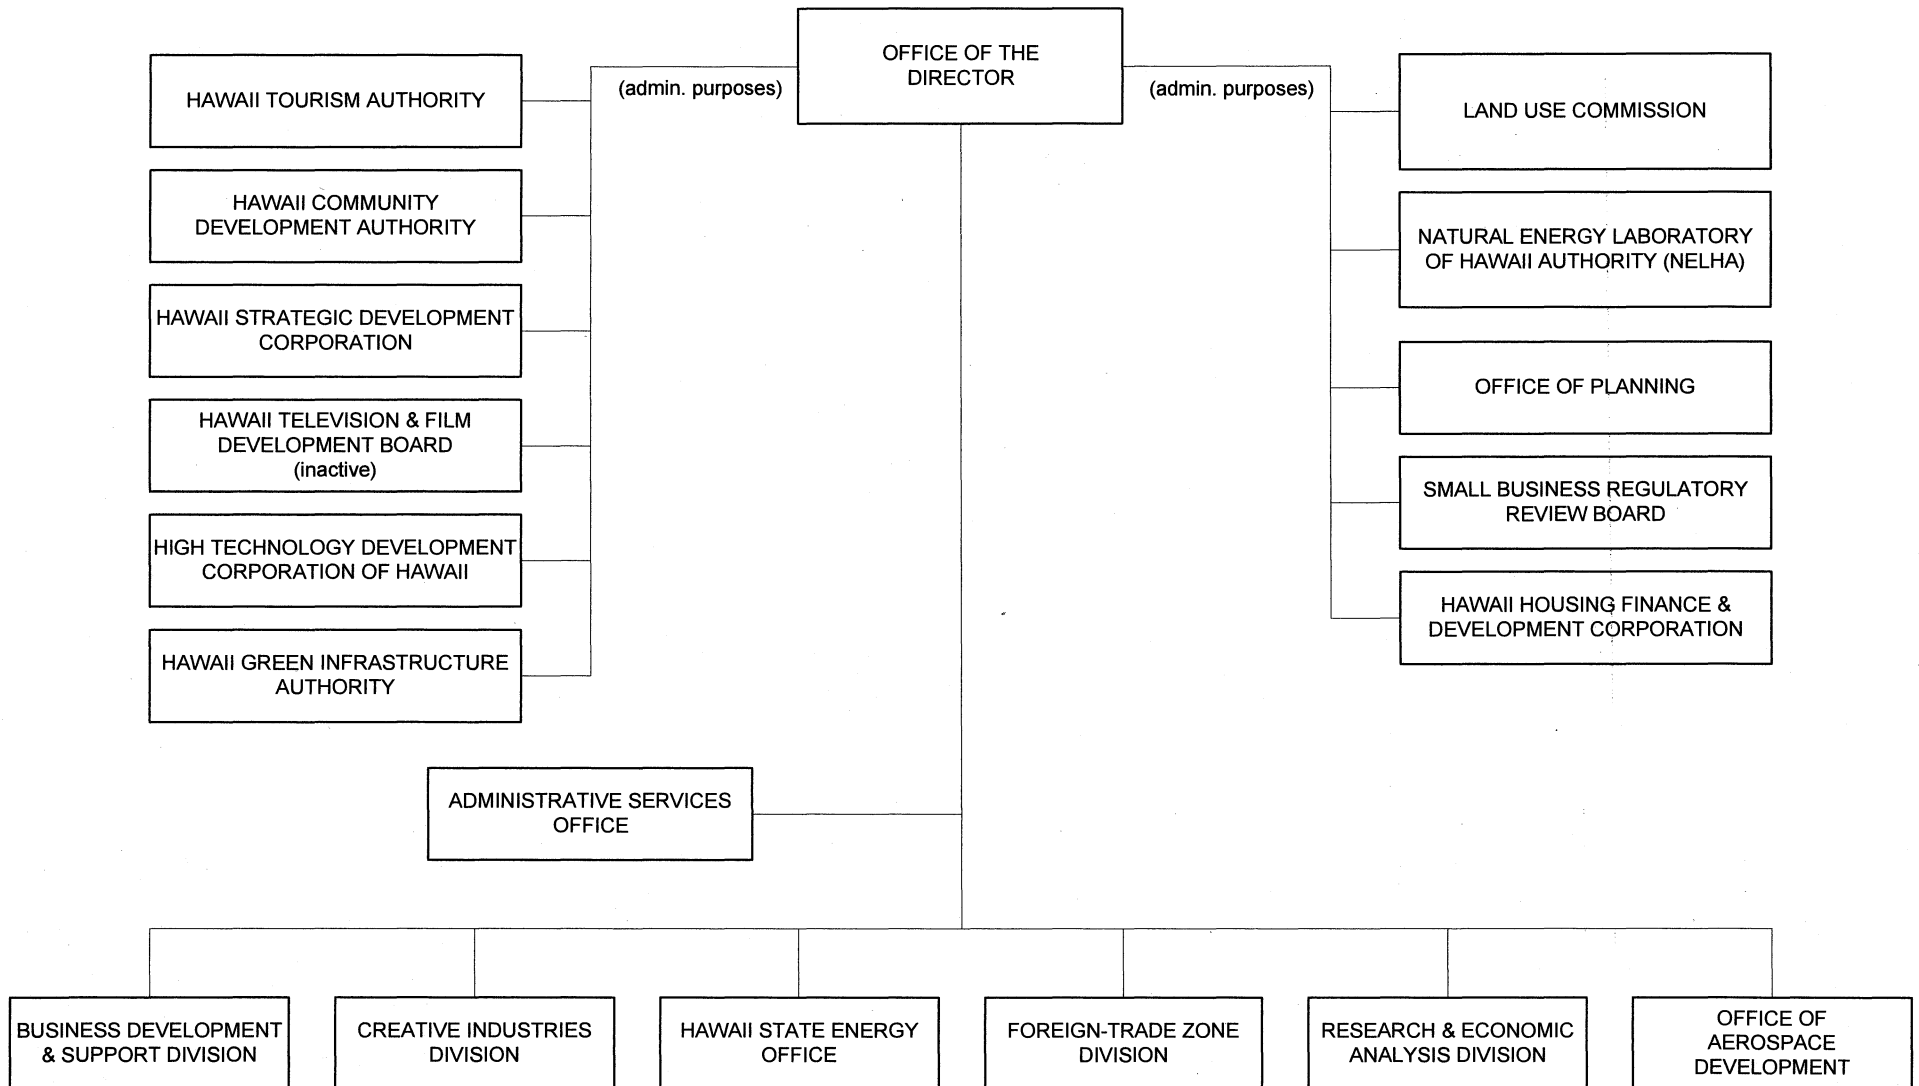 OFFICE OF THE
DIRECTOR
(admin. purposes)
(admin. purposes)
HAWAII TOURISM AUTHORITY
HAWAII COMMUNITY
DEVELOPMENT AUTHORITY
HAWAII STRATEGIC DEVELOPMENT
CORPORATION
HAWAII TELEVISION & FILM
DEVELOPMENT BOARD
(inactive)
HIGH TECHNOLOGY DEVELOPMENT
CORPORATION OF HAWAII
HAWAII GREEN INFRASTRUCTURE
AUTHORITY
LAND USE COMMISSION
NATURAL ENERGY LABORATORY
OF HAWAII AUTHORITY (NELHA)
OFFICE OF PLANNING
SMALL BUSINESS REGULATORY
REVIEW BOARD
HAWAII HOUSING FINANCE &
DEVELOPMENT CORPORATION
ADMINISTRATIVE SERVICES
OFFICE
BUSINESS DEVELOPMENT
& SUPPORT DIVISION
CREATIVE INDUSTRIES
DIVISION
HAWAII STATE ENERGY
OFFICE
FOREIGN-TRADE ZONE
DIVISION
RESEARCH & ECONOMIC
ANALYSIS DIVISION
OFFICE OF
AEROSPACE
DEVELOPMENT